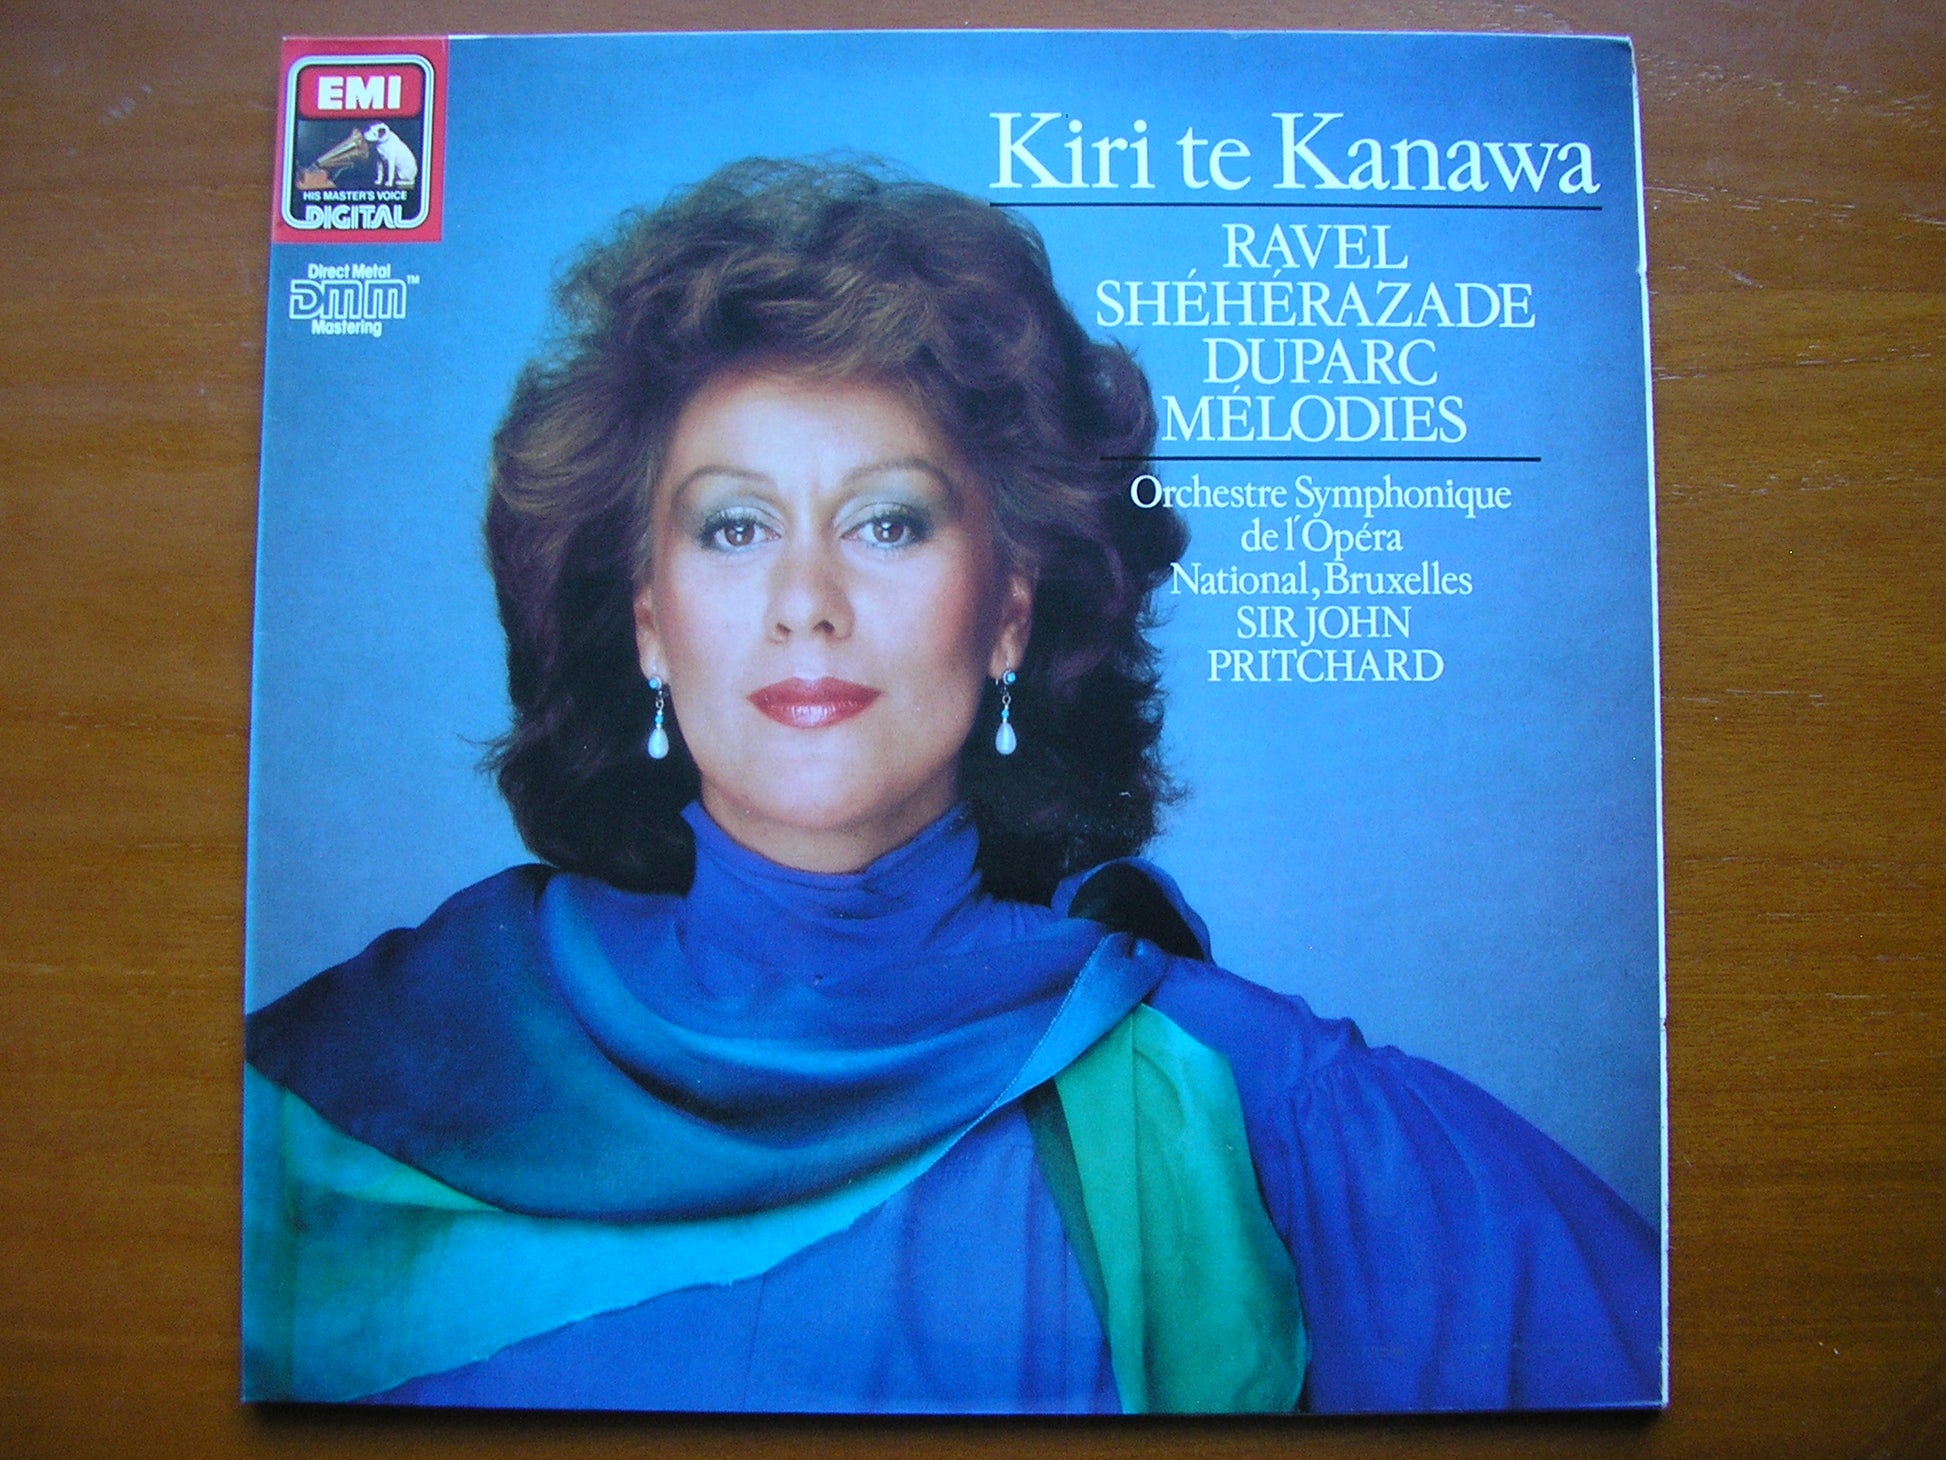 EMI
HIS MASTER'S VOICE
DIGITAL
Direct Metal
DMM™
Mastering
Kiri te Kanawa
RAVEL
SHÉHÉRAZADE
DUPARC
MÉLODIES
Orchestre Symphonique
de l'Opéra
National, Bruxelles
SIR JOHN
PRITCHARD